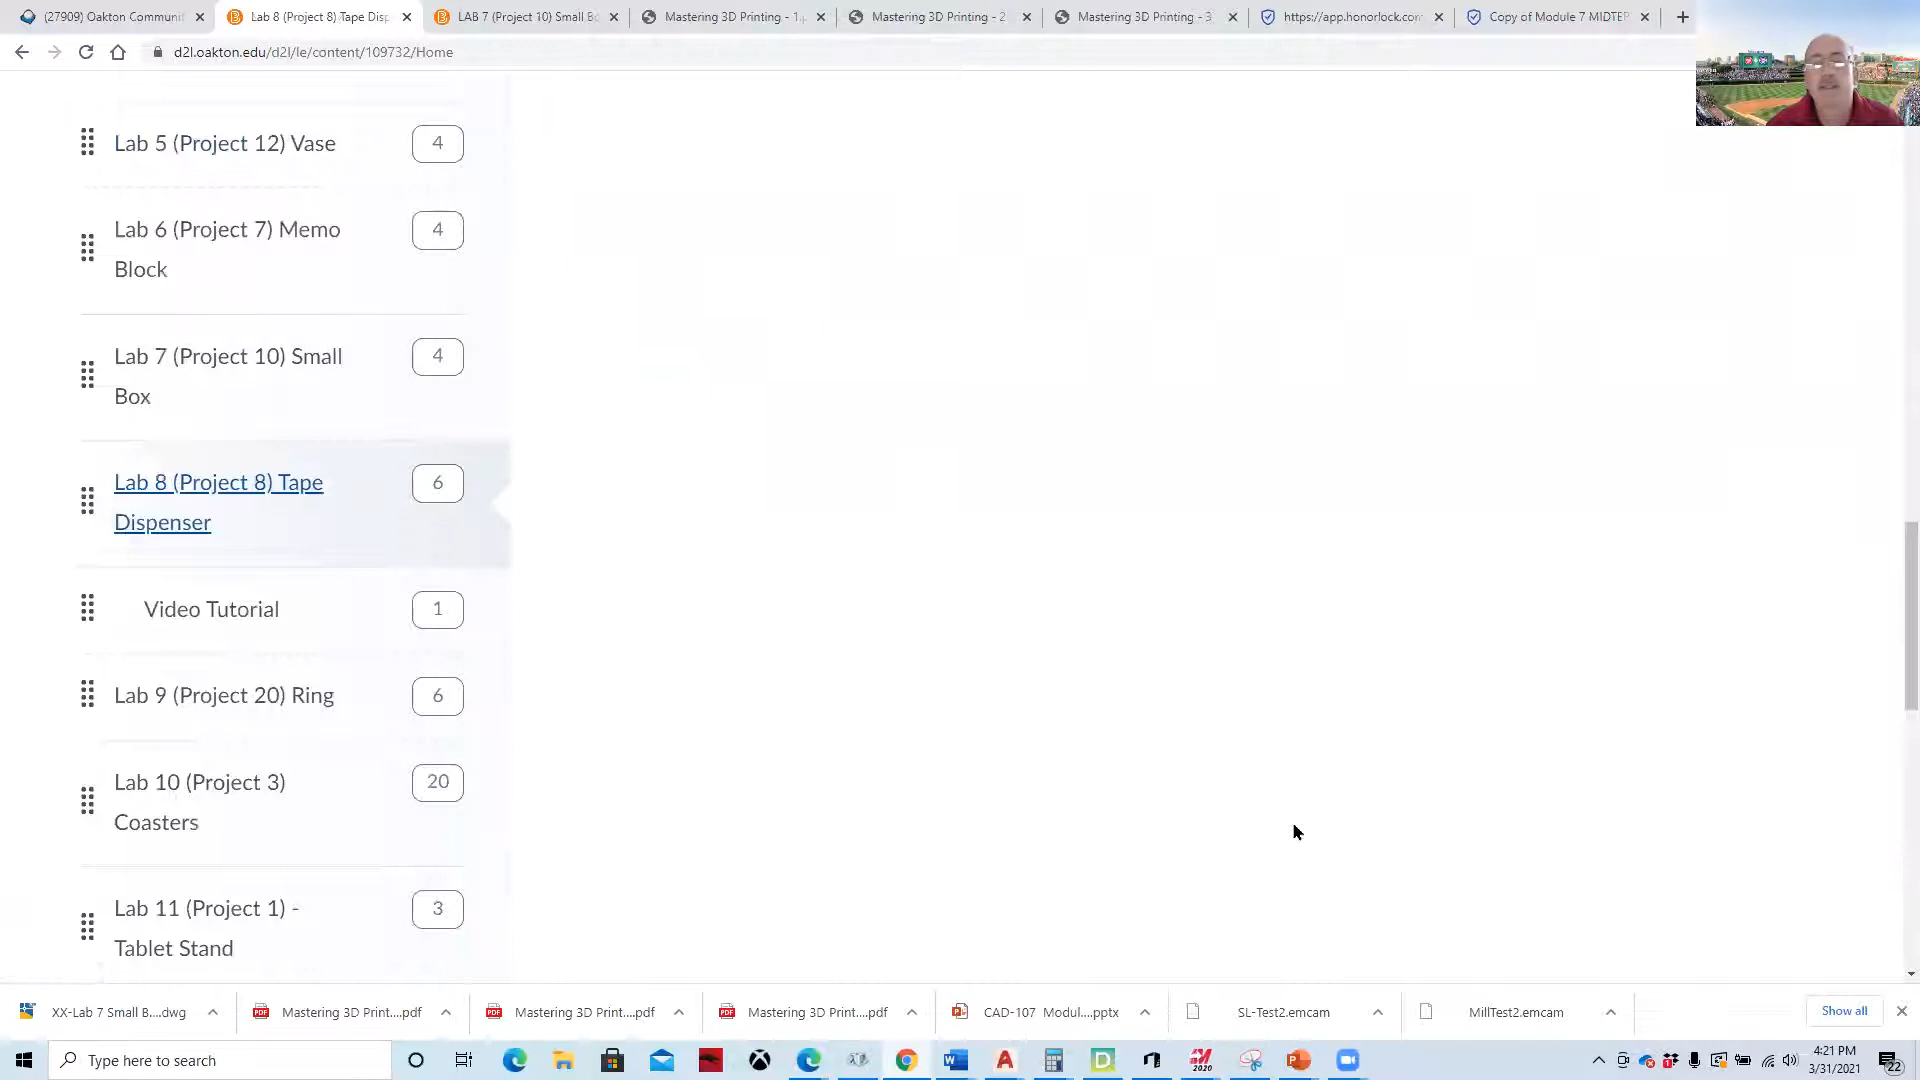 (27909) Oakton Communi
Lab 8 (Project 8) Tape Disp
LAB 7 (Project 10) Small Bo
Mastering 3D Printing - 1.
Mastering 3D Printing - 2
Mastering 3D Printing - 3
https://app.honorlock.com
Copy of Module 7 MIDTER
d2l.oakton.edu/d2l/le/content/109732/Home
Lab 5 (Project 12) Vase 4
Lab 6 (Project 7) Memo 4
Block
Lab 7 (Project 10) Small 4
Box
Lab 8 (Project 8) Tape 6
Dispenser
Video Tutorial 1
Lab 9 (Project 20) Ring 6
Lab 10 (Project 3) 20
Coasters
Lab 11 (Project 1) - 3
Tablet Stand
XX-Lab 7 Small B....dwg
Mastering 3D Print....pdf
Mastering 3D Print....pdf
Mastering 3D Print....pdf
CAD-107 Modul....pptx
SL-Test2.emcam
MillTest2.emcam
Show all
Type here to search
2020
4:21 PM
3/31/2021
22